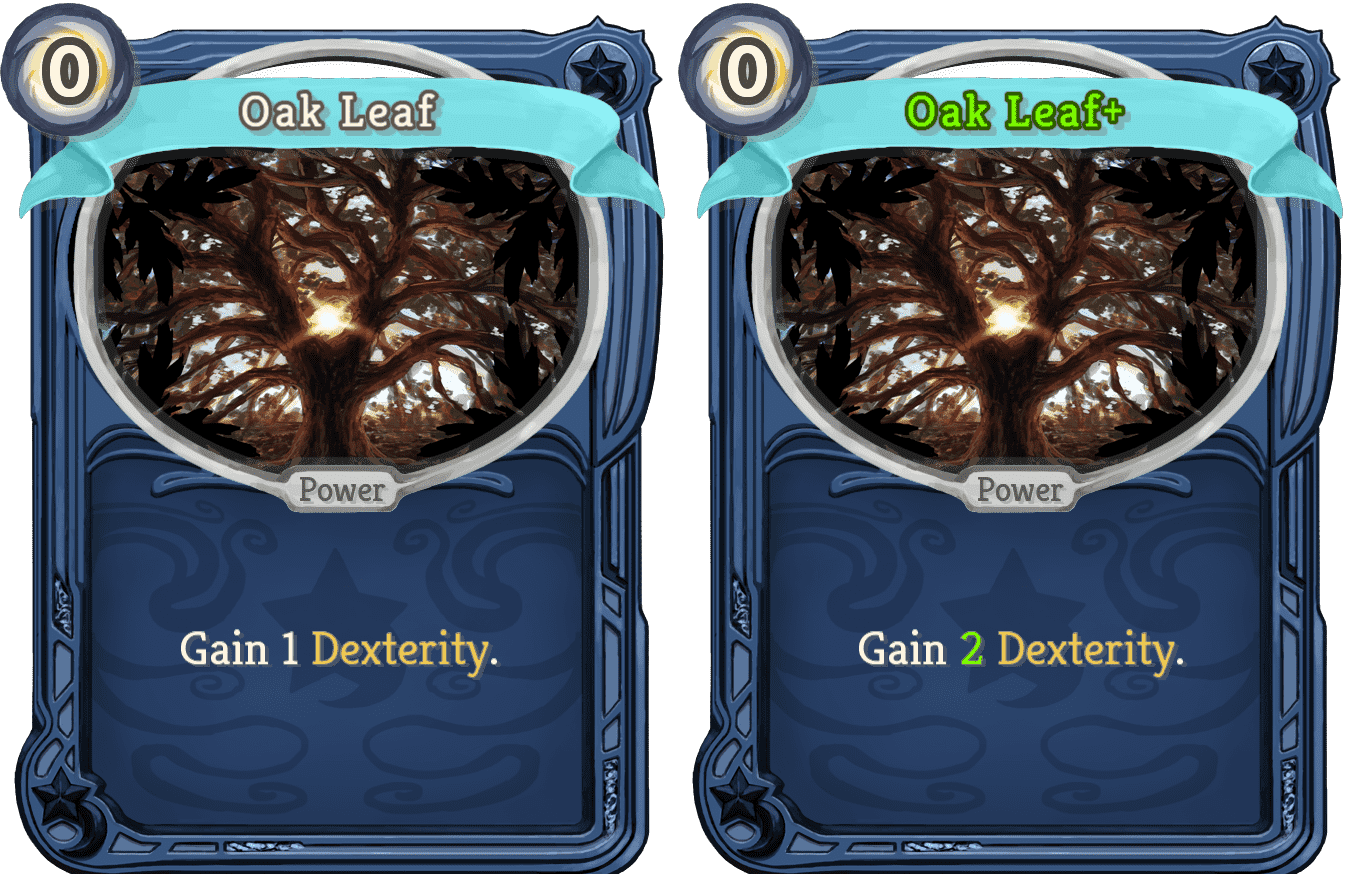 0
Oak Leaf
Power
Gain 1 Dexterity.
0
Oak Leaf+
Power
Gain 2 Dexterity.